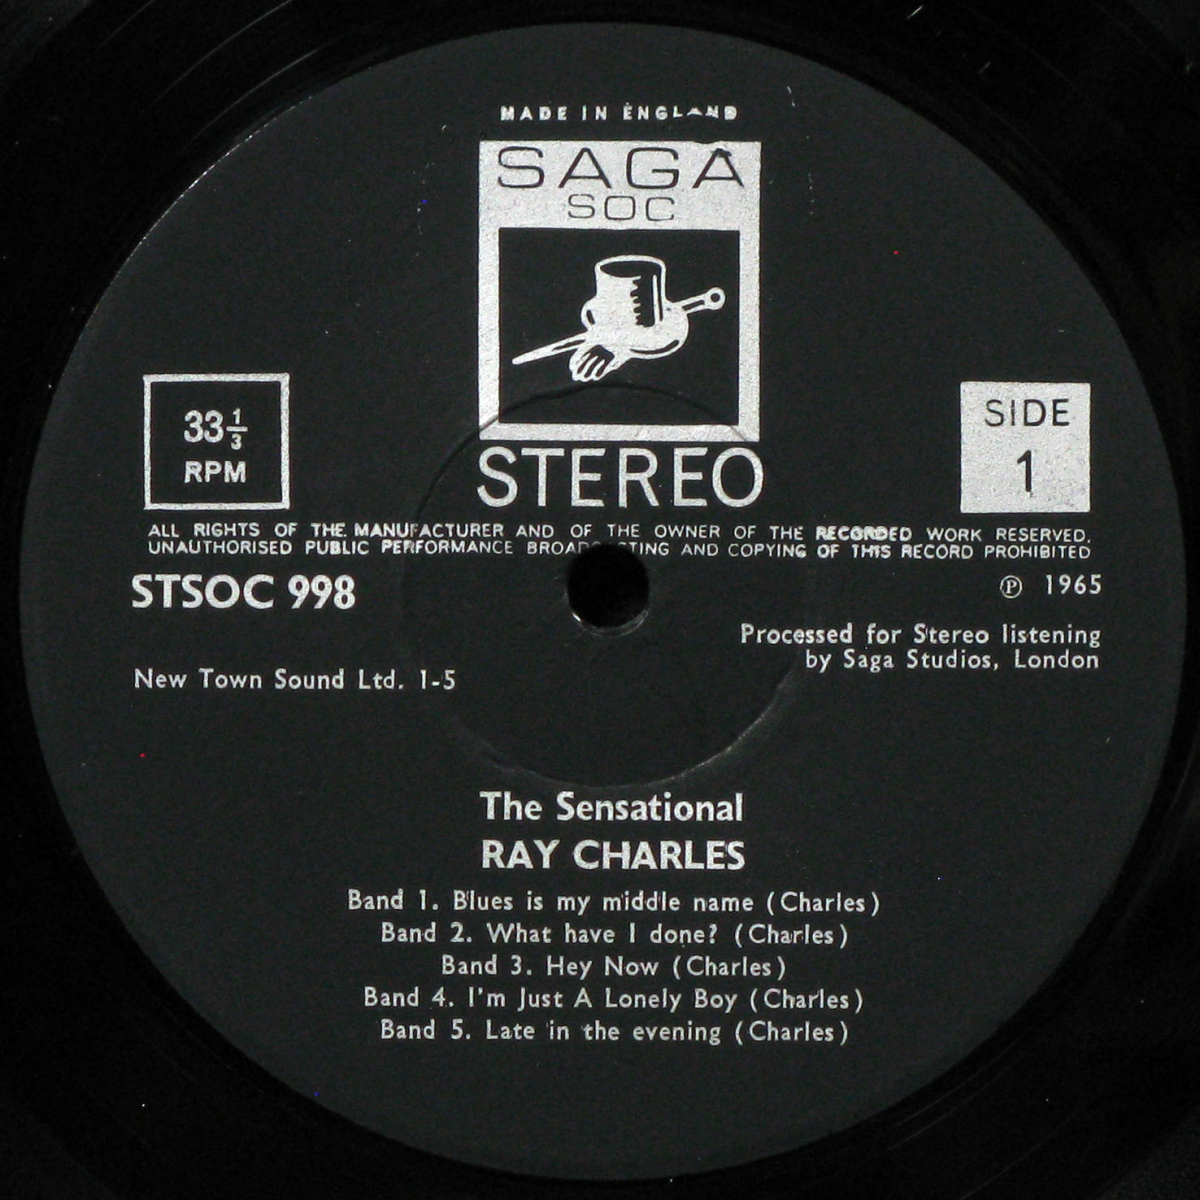 MADE IN ENGLAND
SAGA
SOC
33 1/3
RPM
SIDE
1
STEREO
ALL RIGHTS OF THE MANUFACTURER AND OF THE OWNER OF THE RECORDED WORK RESERVED.
UNAUTHORISED PUBLIC PERFORMANCE BROADCASTING AND COPYING OF THIS RECORD PROHIBITED
STSOC 998
Ⓟ 1965
Processed for Stereo listening
by Saga Studios, London
New Town Sound Ltd. 1-5
The Sensational
RAY CHARLES
Band 1. Blues is my middle name (Charles)
Band 2. What have I done? (Charles)
Band 3. Hey Now (Charles)
Band 4. I'm Just A Lonely Boy (Charles)
Band 5. Late in the evening (Charles)